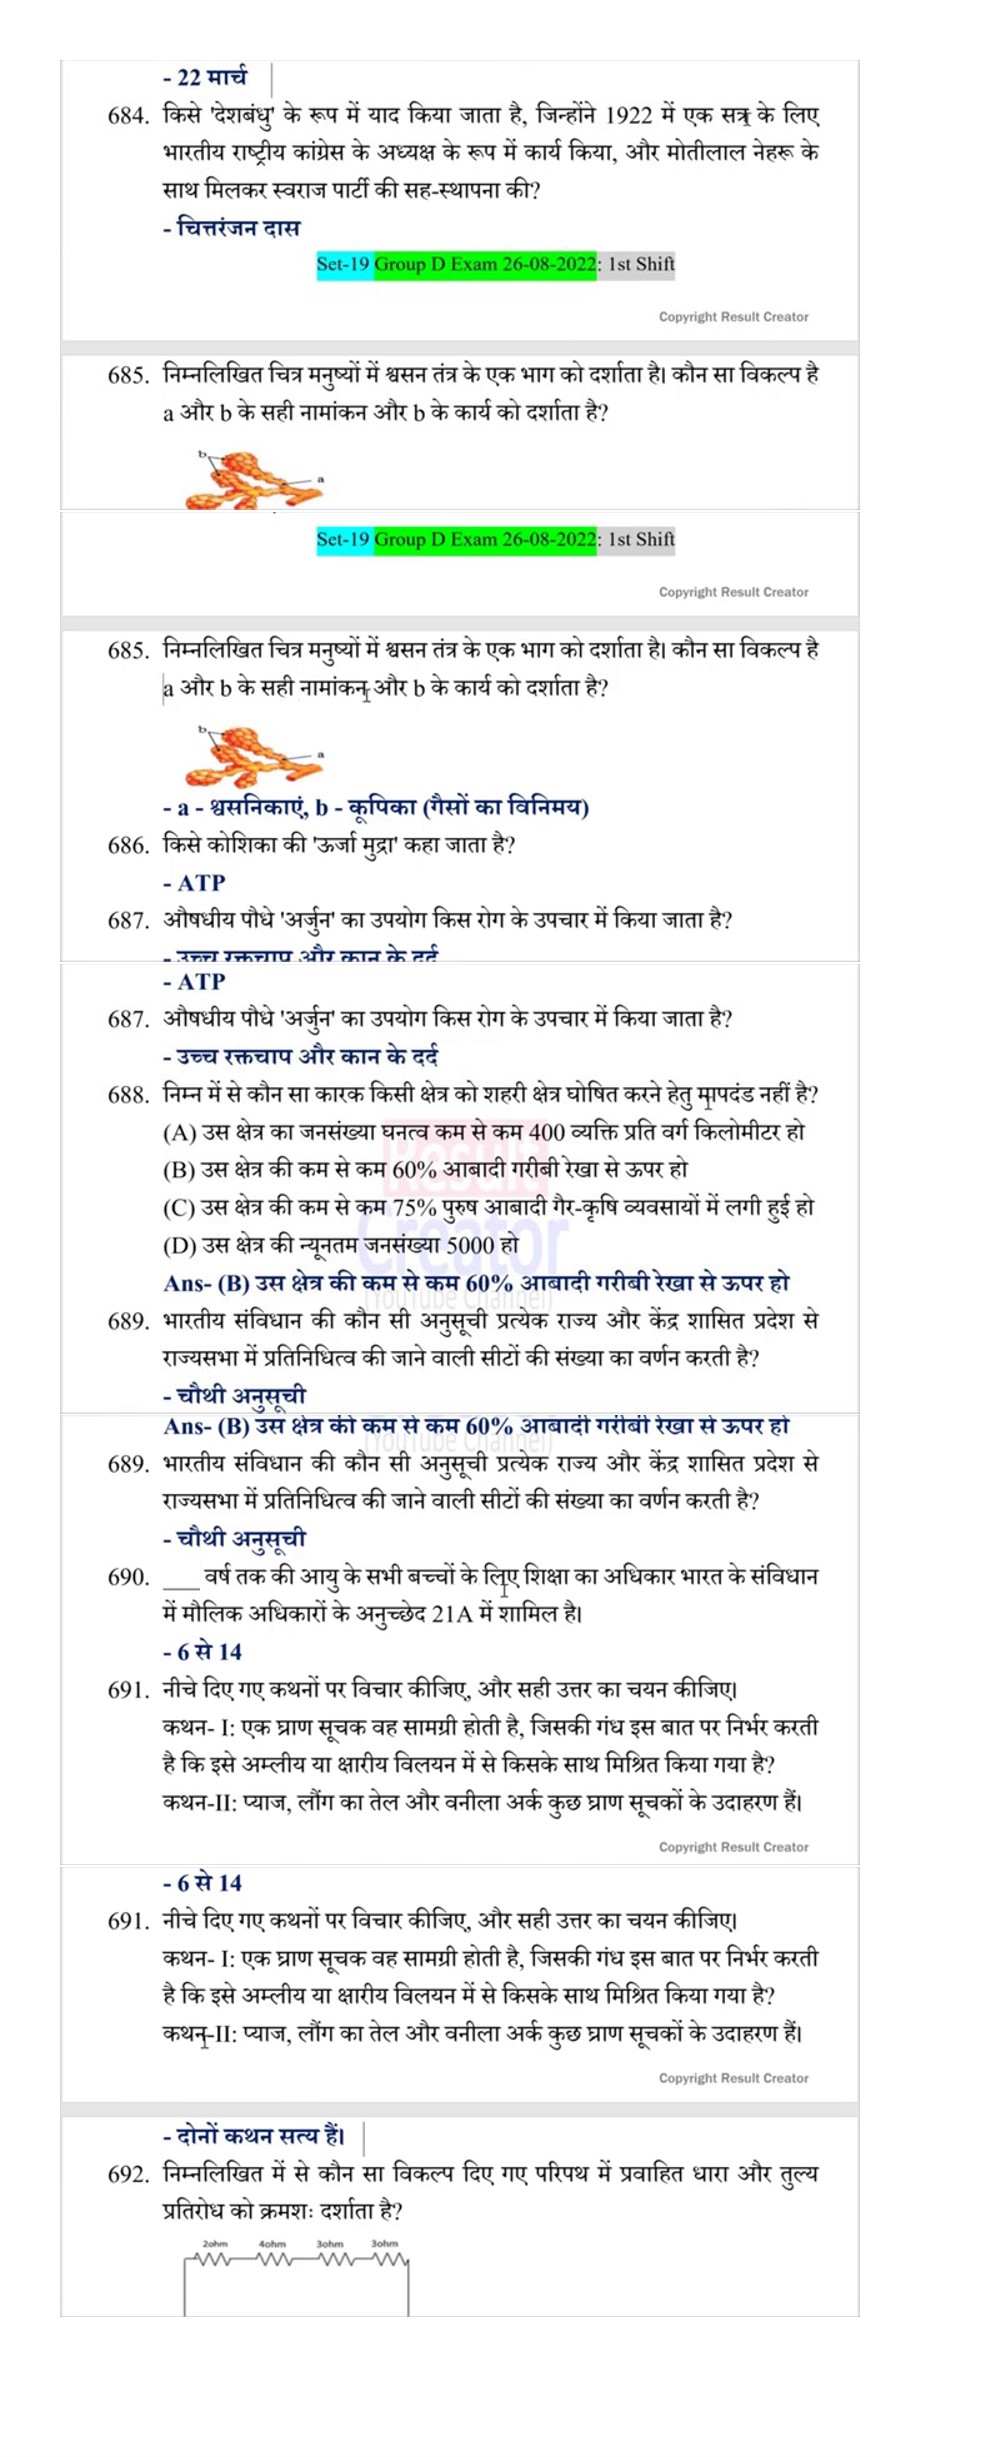 - 22 मार्च
684. किसे 'देशबंधु' के रूप में याद किया जाता है, जिन्होंने 1922 में एक सत्र के लिए
भारतीय राष्ट्रीय कांग्रेस के अध्यक्ष के रूप में कार्य किया, और मोतीलाल नेहरू के
साथ मिलकर स्वराज पार्टी की सह-स्थापना की?
- चित्तरंजन दास
Set-19 Group D Exam 26-08-2022: 1st Shift
Copyright Result Creator
685. निम्नलिखित चित्र मनुष्यों में श्वसन तंत्र के एक भाग को दर्शाता है। कौन सा विकल्प है
a और b के सही नामांकन और b के कार्य को दर्शाता है?
b
a
Set-19 Group D Exam 26-08-2022: 1st Shift
Copyright Result Creator
685. निम्नलिखित चित्र मनुष्यों में श्वसन तंत्र के एक भाग को दर्शाता है। कौन सा विकल्प है
a और b के सही नामांकन और b के कार्य को दर्शाता है?
b
a
- a - श्वसनिकाएं, b - कूपिका (गैसों का विनिमय)
686. किसे कोशिका की 'ऊर्जा मुद्रा' कहा जाता है?
- ATP
687. औषधीय पौधे 'अर्जुन' का उपयोग किस रोग के उपचार में किया जाता है?
- उच्च रक्तचाप और कान के दर्द
- ATP
687. औषधीय पौधे 'अर्जुन' का उपयोग किस रोग के उपचार में किया जाता है?
- उच्च रक्तचाप और कान के दर्द
688. निम्न में से कौन सा कारक किसी क्षेत्र को शहरी क्षेत्र घोषित करने हेतु मापदंड नहीं है?
(A) उस क्षेत्र का जनसंख्या घनत्व कम से कम 400 व्यक्ति प्रति वर्ग किलोमीटर हो
(B) उस क्षेत्र की कम से कम 60% आबादी गरीबी रेखा से ऊपर हो
(C) उस क्षेत्र की कम से कम 75% पुरुष आबादी गैर-कृषि व्यवसायों में लगी हुई हो
(D) उस क्षेत्र की न्यूनतम जनसंख्या 5000 हो
Result
Creator
(YouTube Channel)
Ans- (B) उस क्षेत्र की कम से कम 60% आबादी गरीबी रेखा से ऊपर हो
689. भारतीय संविधान की कौन सी अनुसूची प्रत्येक राज्य और केंद्र शासित प्रदेश से
राज्यसभा में प्रतिनिधित्व की जाने वाली सीटों की संख्या का वर्णन करती है?
- चौथी अनुसूची
Ans- (B) उस क्षेत्र की कम से कम 60% आबादी गरीबी रेखा से ऊपर हो
(YouTube Channel)
689. भारतीय संविधान की कौन सी अनुसूची प्रत्येक राज्य और केंद्र शासित प्रदेश से
राज्यसभा में प्रतिनिधित्व की जाने वाली सीटों की संख्या का वर्णन करती है?
- चौथी अनुसूची
690. ____ वर्ष तक की आयु के सभी बच्चों के लिए शिक्षा का अधिकार भारत के संविधान
में मौलिक अधिकारों के अनुच्छेद 21A में शामिल है।
- 6 से 14
691. नीचे दिए गए कथनों पर विचार कीजिए, और सही उत्तर का चयन कीजिए।
कथन- I: एक घ्राण सूचक वह सामग्री होती है, जिसकी गंध इस बात पर निर्भर करती
है कि इसे अम्लीय या क्षारीय विलयन में से किसके साथ मिश्रित किया गया है?
कथन-II: प्याज, लौंग का तेल और वनीला अर्क कुछ घ्राण सूचकों के उदाहरण हैं।
Copyright Result Creator
- 6 से 14
691. नीचे दिए गए कथनों पर विचार कीजिए, और सही उत्तर का चयन कीजिए।
कथन- I: एक घ्राण सूचक वह सामग्री होती है, जिसकी गंध इस बात पर निर्भर करती
है कि इसे अम्लीय या क्षारीय विलयन में से किसके साथ मिश्रित किया गया है?
कथन-II: प्याज, लौंग का तेल और वनीला अर्क कुछ घ्राण सूचकों के उदाहरण हैं।
Copyright Result Creator
- दोनों कथन सत्य हैं।
692. निम्नलिखित में से कौन सा विकल्प दिए गए परिपथ में प्रवाहित धारा और तुल्य
प्रतिरोध को क्रमशः दर्शाता है?
2ohm 4ohm 3ohm 3ohm